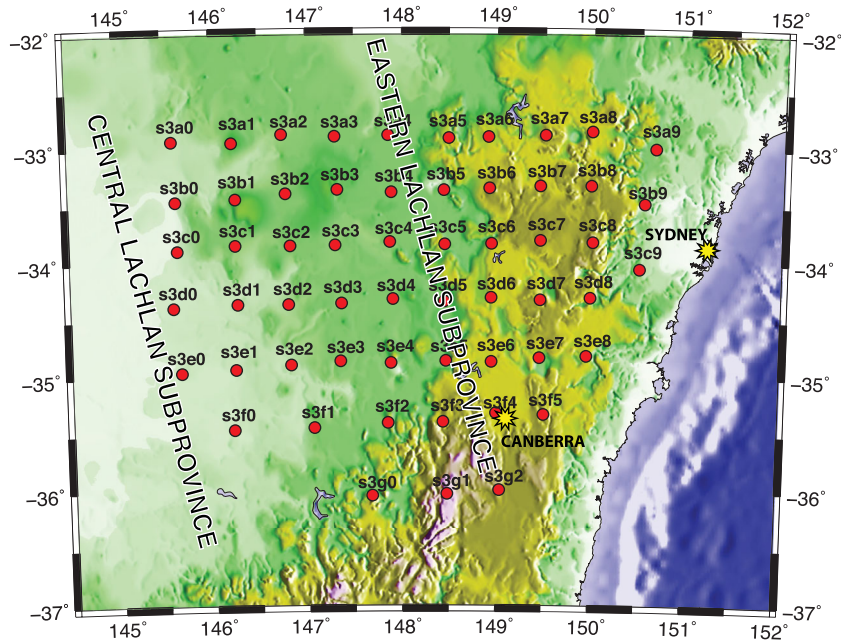 145° 146° 147° 148° 149° 150° 151° 152°
−32° −32°
s3a0 s3a1 s3a2 s3a3 s3a5 s3a6 s3a7 s3a8 s3a9
−33° −33°
s3b0 s3b1 s3b2 s3b3 s3b4 s3b5 s3b6 s3b7 s3b8 s3b9
s3c0 s3c1 s3c2 s3c3 s3c4 s3c5 s3c6 s3c7 s3c8 s3c9
SYDNEY
−34° −34°
s3d0 s3d1 s3d2 s3d3 s3d4 s3d5 s3d6 s3d7 s3d8
s3e0 s3e1 s3e2 s3e3 s3e4 s3e6 s3e7 s3e8
−35° −35°
s3f0 s3f1 s3f2 s3f3 s3f4 s3f5
CANBERRA
s3g0 s3g1 s3g2
−36° −36°
−37° −37°
145° 146° 147° 148° 149° 150° 151° 152°
CENTRAL LACHLAN SUBPROVINCE
EASTERN LACHLAN SUBPROVINCE